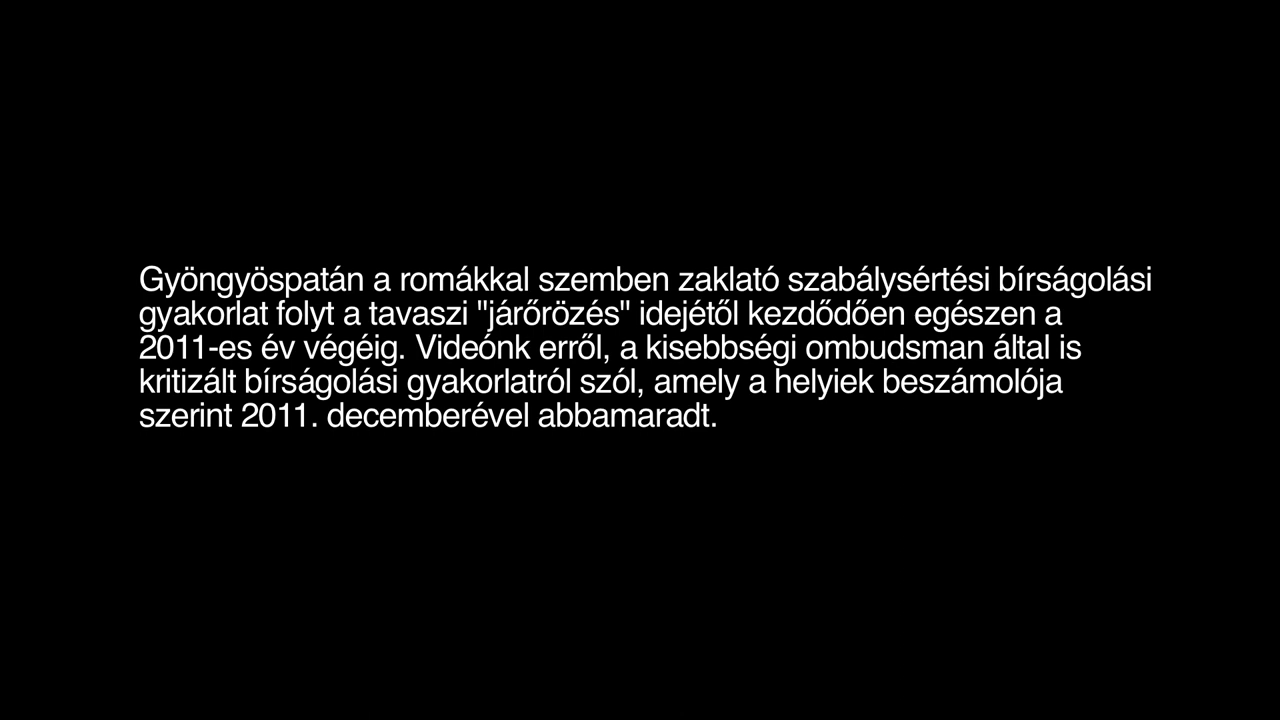 Gyöngyöspatán a romákkal szemben zaklató szabálysértési bírságolási
gyakorlat folyt a tavaszi "járőrözés" idejétől kezdődően egészen a
2011-es év végéig. Videónk erről, a kisebbségi ombudsman által is
kritizált bírságolási gyakorlatról szól, amely a helyiek beszámolója
szerint 2011. decemberével abbamaradt.